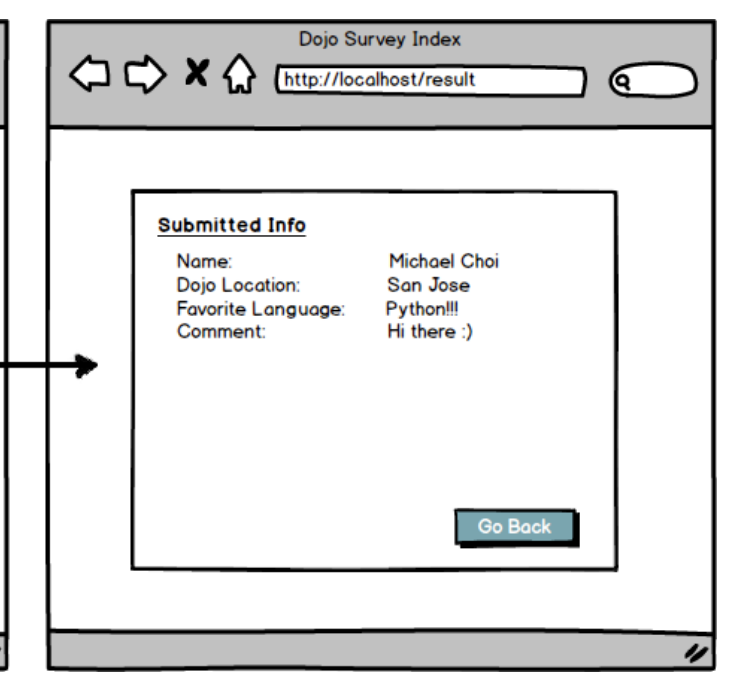 Dojo Survey Index
http://localhost/result
Submitted Info
Name: Michael Choi
Dojo Location: San Jose
Favorite Language: Python!!!
Comment: Hi there :)
Go Back